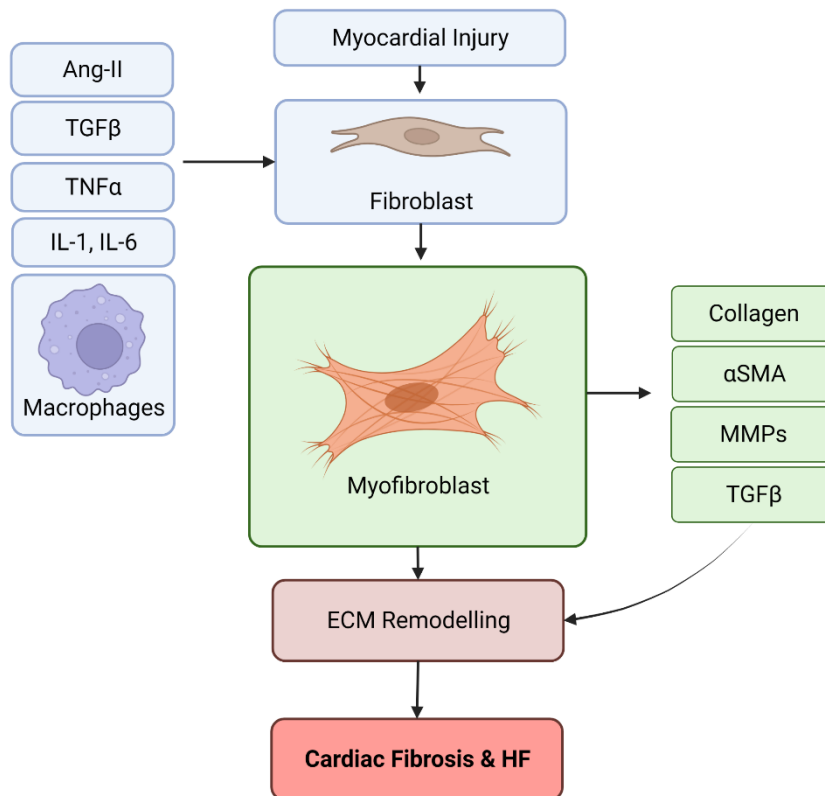 Myocardial Injury
Ang-II
TGFβ
TNFα
IL-1, IL-6
Macrophages
Fibroblast
Myofibroblast
Collagen
αSMA
MMPs
TGFβ
ECM Remodelling
Cardiac Fibrosis & HF